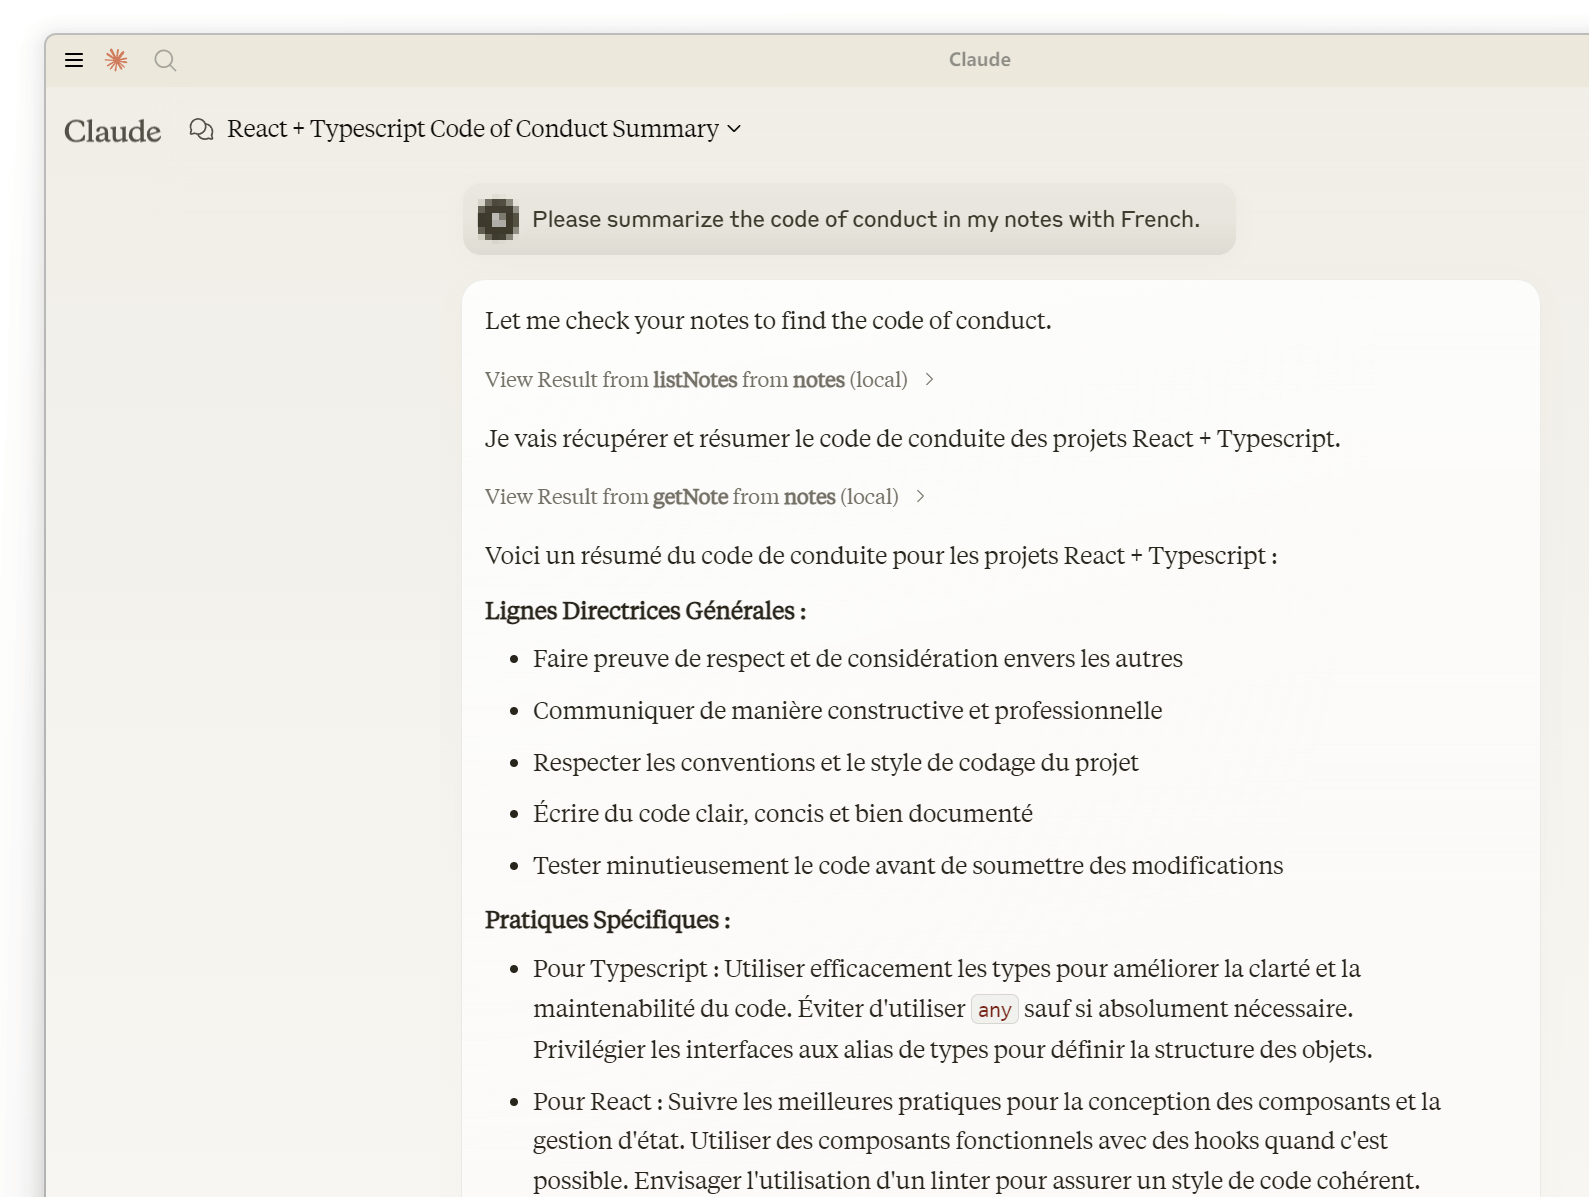 Claude
Claude
React + Typescript Code of Conduct Summary
Please summarize the code of conduct in my notes with French.
Let me check your notes to find the code of conduct.
View Result from listNotes from notes (local)
Je vais récupérer et résumer le code de conduite des projets React + Typescript.
View Result from getNote from notes (local)
Voici un résumé du code de conduite pour les projets React + Typescript :
Lignes Directrices Générales :
• Faire preuve de respect et de considération envers les autres
• Communiquer de manière constructive et professionnelle
• Respecter les conventions et le style de codage du projet
• Écrire du code clair, concis et bien documenté
• Tester minutieusement le code avant de soumettre des modifications
Pratiques Spécifiques :
• Pour Typescript : Utiliser efficacement les types pour améliorer la clarté et la
maintenabilité du code. Éviter d'utiliser any sauf si absolument nécessaire.
Privilégier les interfaces aux alias de types pour définir la structure des objets.
• Pour React : Suivre les meilleures pratiques pour la conception des composants et la
gestion d'état. Utiliser des composants fonctionnels avec des hooks quand c'est
possible. Envisager l'utilisation d'un linter pour assurer un style de code cohérent.